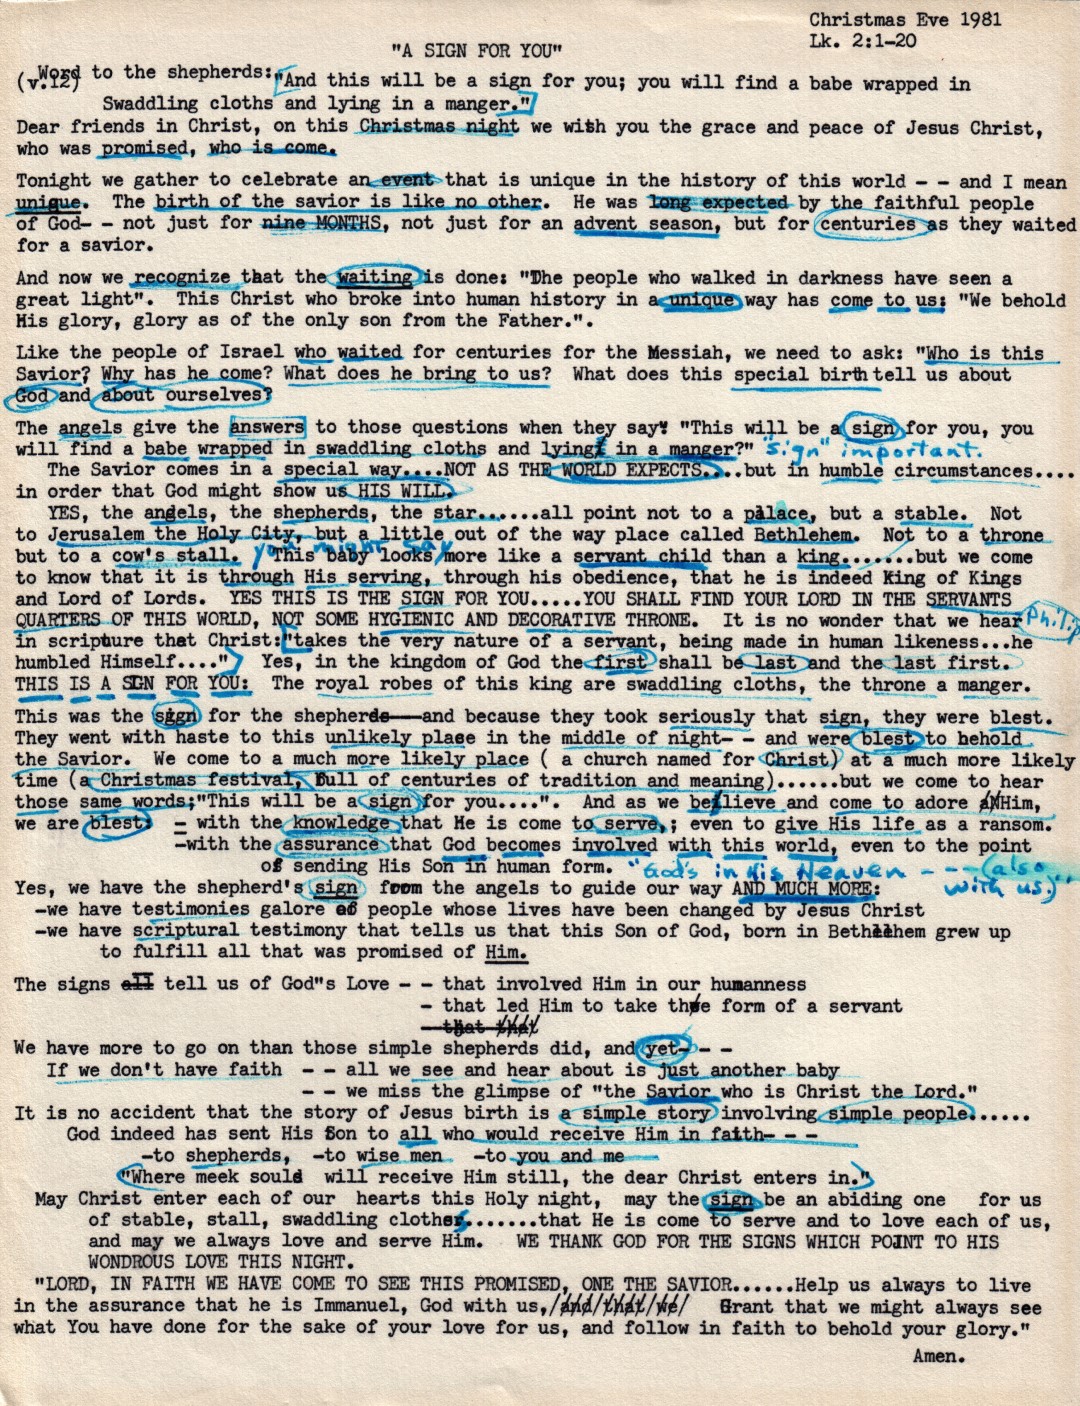 Christmas Eve 1981
Lk. 2:1-20
"A SIGN FOR YOU"
(v.12) Word to the shepherds: "And this will be a sign for you; you will find a babe wrapped in
Swaddling cloths and lying in a manger."
Dear friends in Christ, on this Christmas night we wish you the grace and peace of Jesus Christ,
who was promised, who is come.
Tonight we gather to celebrate an event that is unique in the history of this world - - and I mean
unique. The birth of the savior is like no other. He was long expected by the faithful people
of God- - not just for nine MONTHS, not just for an advent season, but for centuries as they waited
for a savior.
And now we recognize that the waiting is done: "The people who walked in darkness have seen a
great light". This Christ who broke into human history in a unique way has come to us: "We behold
His glory, glory as of the only son from the Father.".
Like the people of Israel who waited for centuries for the Messiah, we need to ask: "Who is this
Savior? Why has he come? What does he bring to us? What does this special birth tell us about
God and about ourselves?
The angels give the answers to those questions when they say: "This will be a sign for you, you
will find a babe wrapped in swaddling cloths and lying in a manger?" "sign" important.
The Savior comes in a special way....NOT AS THE WORLD EXPECTS.....but in humble circumstances....
in order that God might show us HIS WILL.
YES, the angels, the shepherds, the star......all point not to a palace, but a stable. Not
to Jerusalem the Holy City, but a little out of the way place called Bethlehem. Not to a throne
but to a cow's stall. you might say This baby looks more like a servant child than a king........but we come
to know that it is through His serving, through his obedience, that he is indeed King of Kings
and Lord of Lords. YES THIS IS THE SIGN FOR YOU.....YOU SHALL FIND YOUR LORD IN THE SERVANTS
QUARTERS OF THIS WORLD, NOT SOME HYGIENIC AND DECORATIVE THRONE. It is no wonder that we hear Philip
in scripture that Christ:"takes the very nature of a servant, being made in human likeness...he
humbled Himself...." Yes, in the kingdom of God the first shall be last and the last first.
THIS IS A SIGN FOR YOU: The royal robes of this king are swaddling cloths, the throne a manger.
This was the sign for the shepherds--and because they took seriously that sign, they were blest.
They went with haste to this unlikely place in the middle of night- - and were blest to behold
the Savior. We come to a much more likely place ( a church named for Christ) at a much more likely
time (a Christmas festival, full of centuries of tradition and meaning)......but we come to hear
those same words;"This will be a sign for you....". And as we believe and come to adore Him,
we are blest: - with the knowledge that He is come to serve,; even to give His life as a ransom.
-with the assurance that God becomes involved with this world, even to the point
of sending His Son in human form. "God's in His Heaven - - - (also
with us)"
Yes, we have the shepherd's sign from the angels to guide our way AND MUCH MORE:
-we have testimonies galore of people whose lives have been changed by Jesus Christ
-we have scriptural testimony that tells us that this Son of God, born in Bethlehem grew up
to fulfill all that was promised of Him.
The signs all tell us of God"s Love - - that involved Him in our humanness
- that led Him to take the form of a servant
- that that
We have more to go on than those simple shepherds did, and yet- - -
If we don't have faith - - all we see and hear about is just another baby
- - we miss the glimpse of "the Savior who is Christ the Lord."
It is no accident that the story of Jesus birth is a simple story involving simple people......
God indeed has sent His Son to all who would receive Him in faith- - -
-to shepherds, -to wise men -to you and me
"Where meek souls will receive Him still, the dear Christ enters in."
May Christ enter each of our hearts this Holy night, may the sign be an abiding one for us
of stable, stall, swaddling clothes.......that He is come to serve and to love each of us,
and may we always love and serve Him. WE THANK GOD FOR THE SIGNS WHICH POINT TO HIS
WONDROUS LOVE THIS NIGHT.
"LORD, IN FAITH WE HAVE COME TO SEE THIS PROMISED, ONE THE SAVIOR......Help us always to live
in the assurance that he is Immanuel, God with us,/and/that/we/ Grant that we might always see
what You have done for the sake of your love for us, and follow in faith to behold your glory."
Amen.